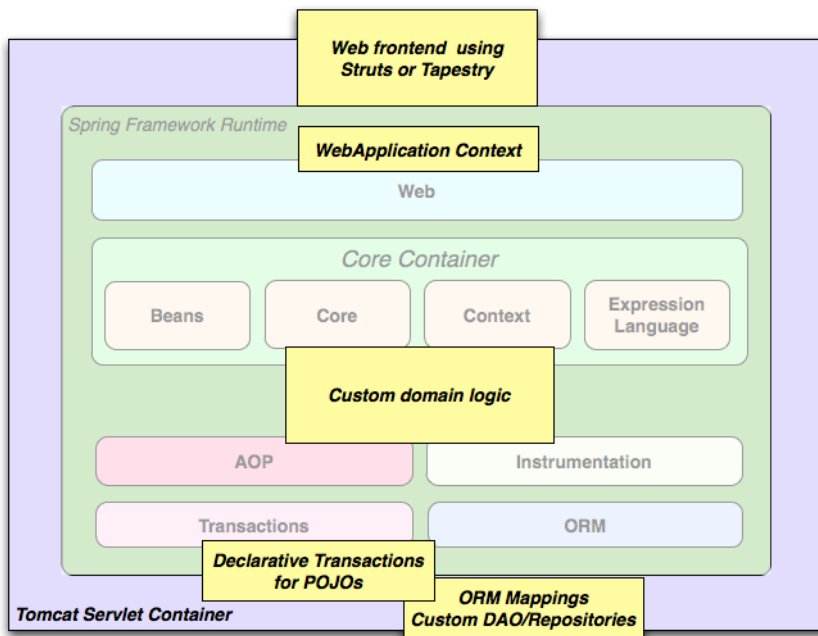 Web frontend using
Struts or Tapestry
Spring Framework Runtime
WebApplication Context
Web
Core Container
Beans
Core
Context
Expression
Language
Custom domain logic
AOP
Instrumentation
Transactions
ORM
Declarative Transactions
for POJOs
ORM Mappings
Custom DAO/Repositories
Tomcat Servlet Container